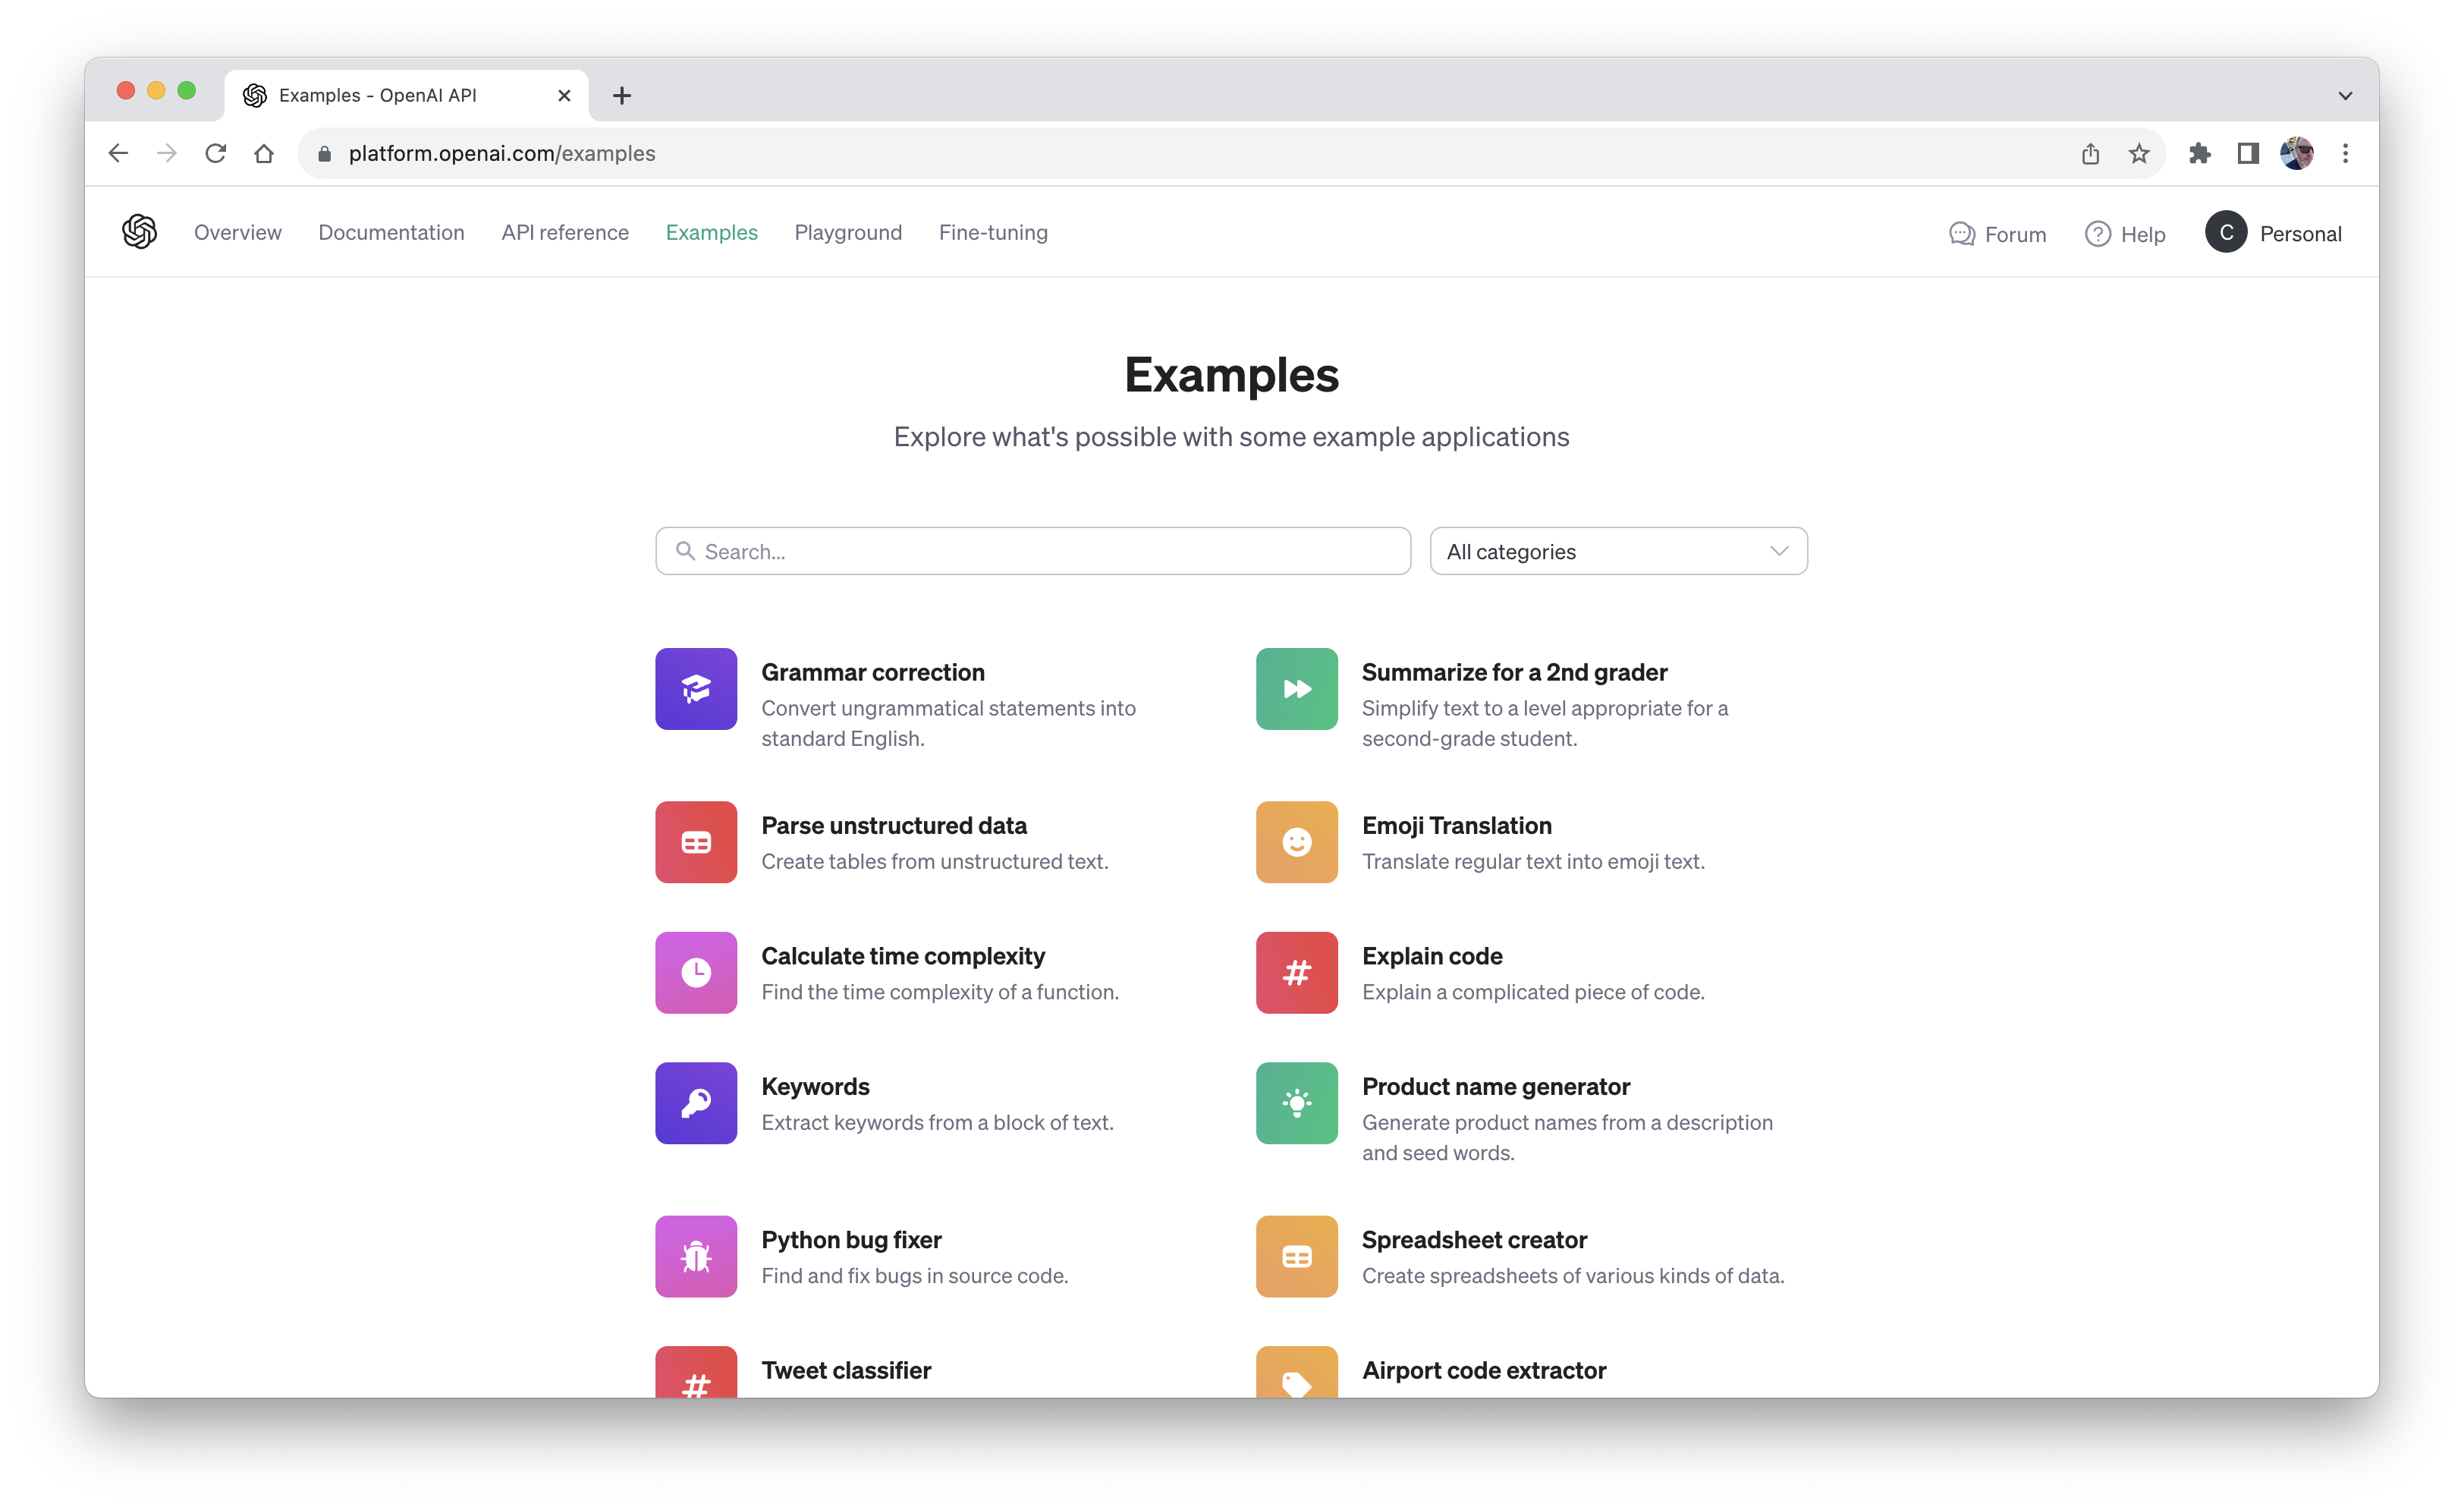 Examples - OpenAI API
platform.openai.com/examples
Overview Documentation API reference Examples Playground Fine-tuning Forum Help C Personal
Examples
Explore what's possible with some example applications
Search...
All categories
Grammar correction
Convert ungrammatical statements into
standard English.
Summarize for a 2nd grader
Simplify text to a level appropriate for a
second-grade student.
Parse unstructured data
Create tables from unstructured text.
Emoji Translation
Translate regular text into emoji text.
Calculate time complexity
Find the time complexity of a function.
Explain code
Explain a complicated piece of code.
Keywords
Extract keywords from a block of text.
Product name generator
Generate product names from a description
and seed words.
Python bug fixer
Find and fix bugs in source code.
Spreadsheet creator
Create spreadsheets of various kinds of data.
Tweet classifier
Airport code extractor